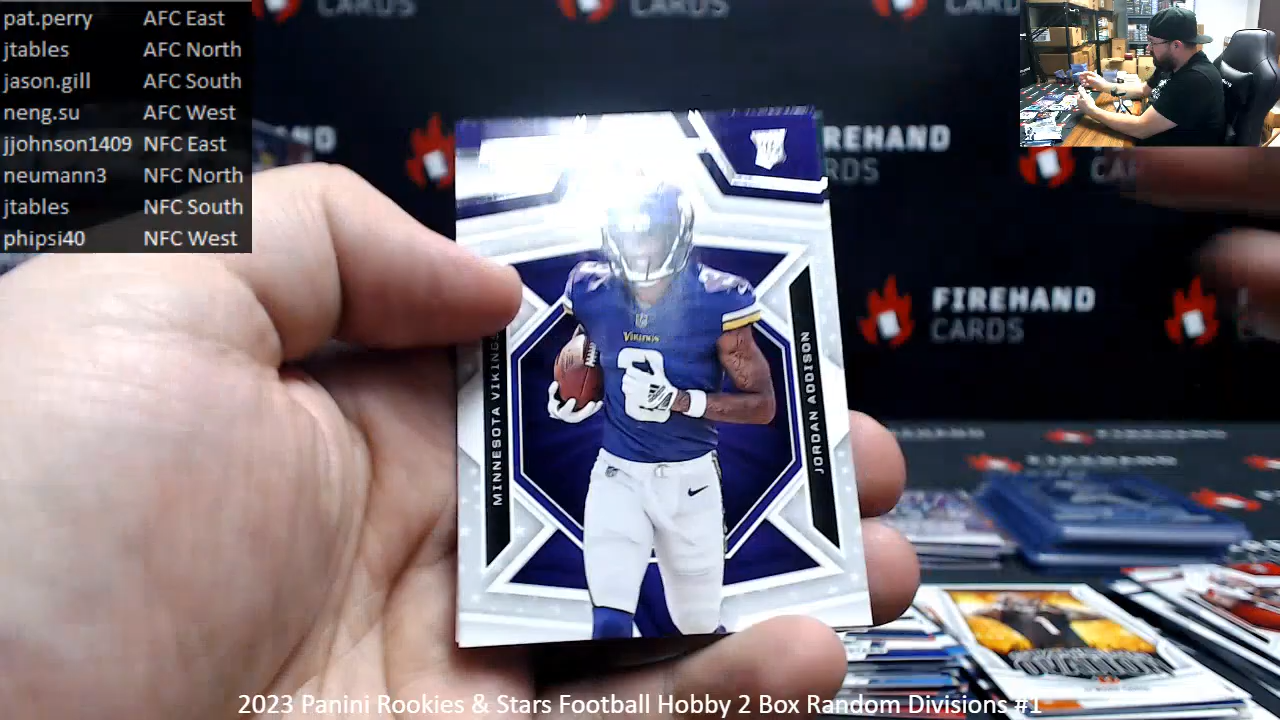 pat.perry AFC East
jtables AFC North
jason.gill AFC South
neng.su AFC West
jjohnson1409 NFC East
neumann3 NFC North
jtables NFC South
phipsi40 NFC West
CARDS
CARDS
FIREHAND
CARDS
VIKINGS
MINNESOTA VIKINGS
JORDAN ADDISON
2023 Panini Rookies & Stars Football Hobby 2 Box Random Divisions #1